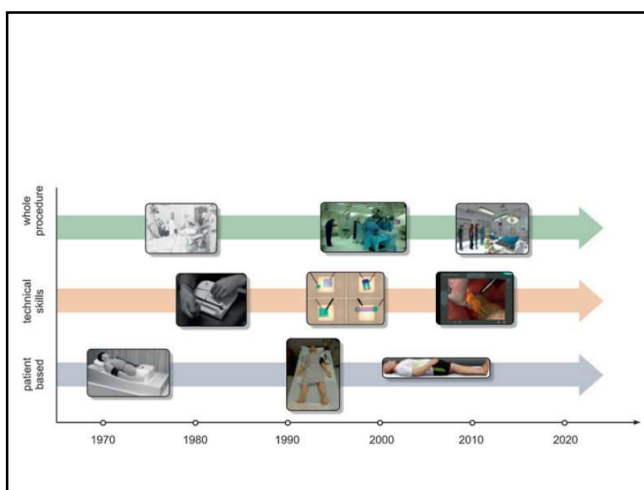 whole
procedure
technical
skills
patient
based
1970
1980
1990
2000
2010
2020